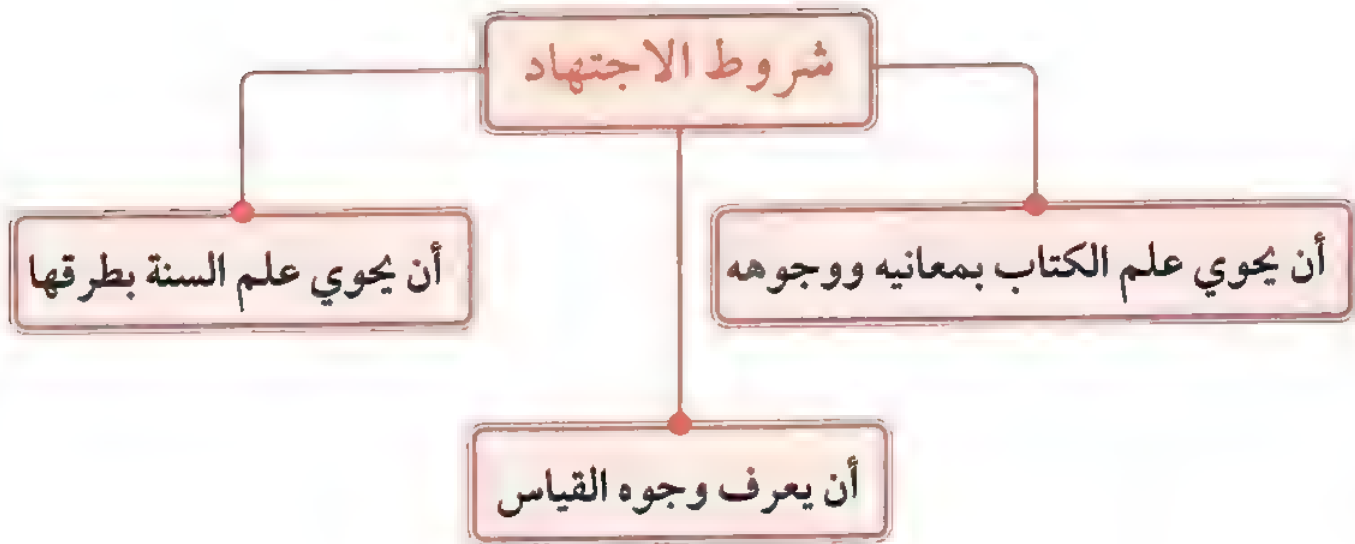 شروط الاجتهاد
أن يحوي علم الكتاب بمعانيه ووجوهه
أن يحوي علم السنة بطرقها
أن يعرف وجوه القياس